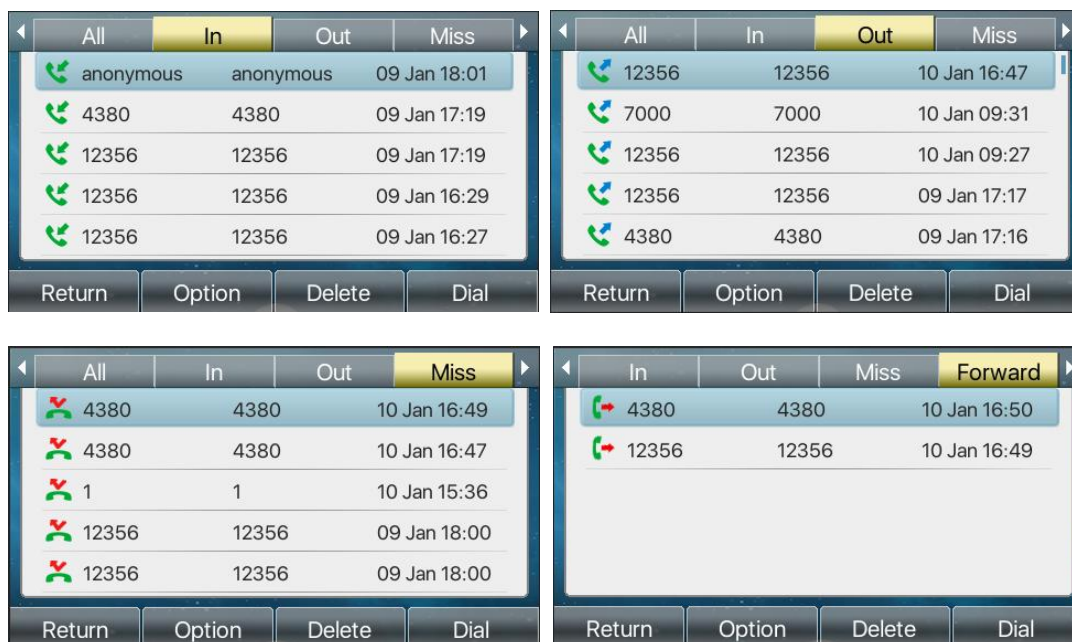 All In Out Miss
anonymous anonymous 09 Jan 18:01
4380 4380 09 Jan 17:19
12356 12356 09 Jan 17:19
12356 12356 09 Jan 16:29
12356 12356 09 Jan 16:27
Return Option Delete Dial
All In Out Miss
12356 12356 10 Jan 16:47
7000 7000 10 Jan 09:31
12356 12356 10 Jan 09:27
12356 12356 09 Jan 17:17
4380 4380 09 Jan 17:16
Return Option Delete Dial
All In Out Miss
4380 4380 10 Jan 16:49
4380 4380 10 Jan 16:47
1 1 10 Jan 15:36
12356 12356 09 Jan 18:00
12356 12356 09 Jan 18:00
Return Option Delete Dial
In Out Miss Forward
4380 4380 10 Jan 16:50
12356 12356 10 Jan 16:49
Return Option Delete Dial